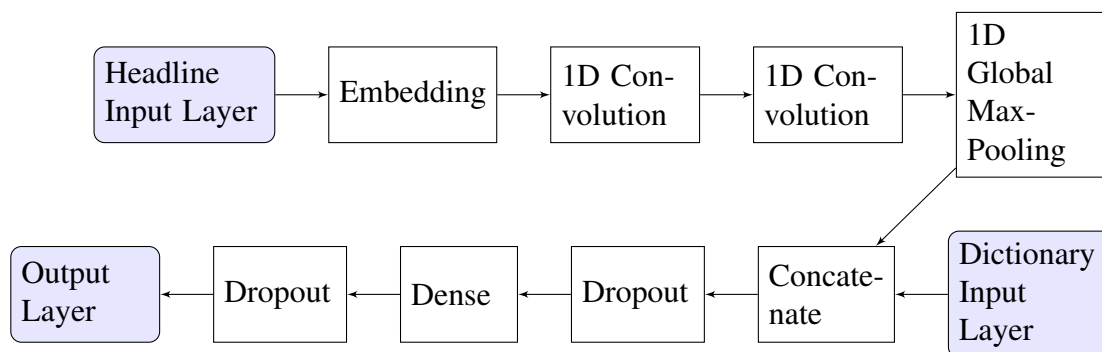 Headline
Input Layer
Embedding
1D Con-
volution
1D Con-
volution
1D
Global
Max-
Pooling
Output
Layer
Dropout
Dense
Dropout
Concate-
nate
Dictionary
Input
Layer